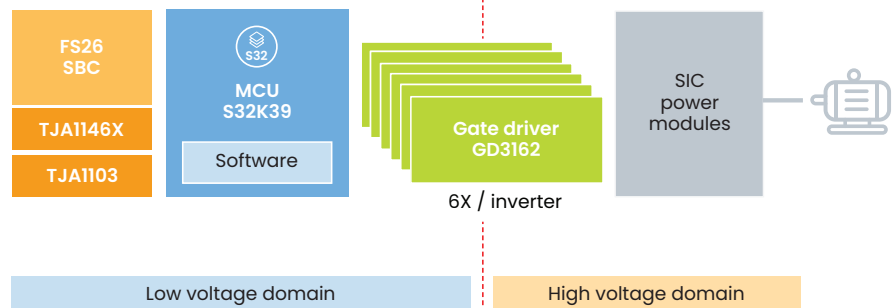 FS26
SBC
TJA1146X
TJA1103
S32
MCU
S32K39
Software
Gate driver
GD3162
6X / inverter
SIC
power
modules
Low voltage domain
High voltage domain